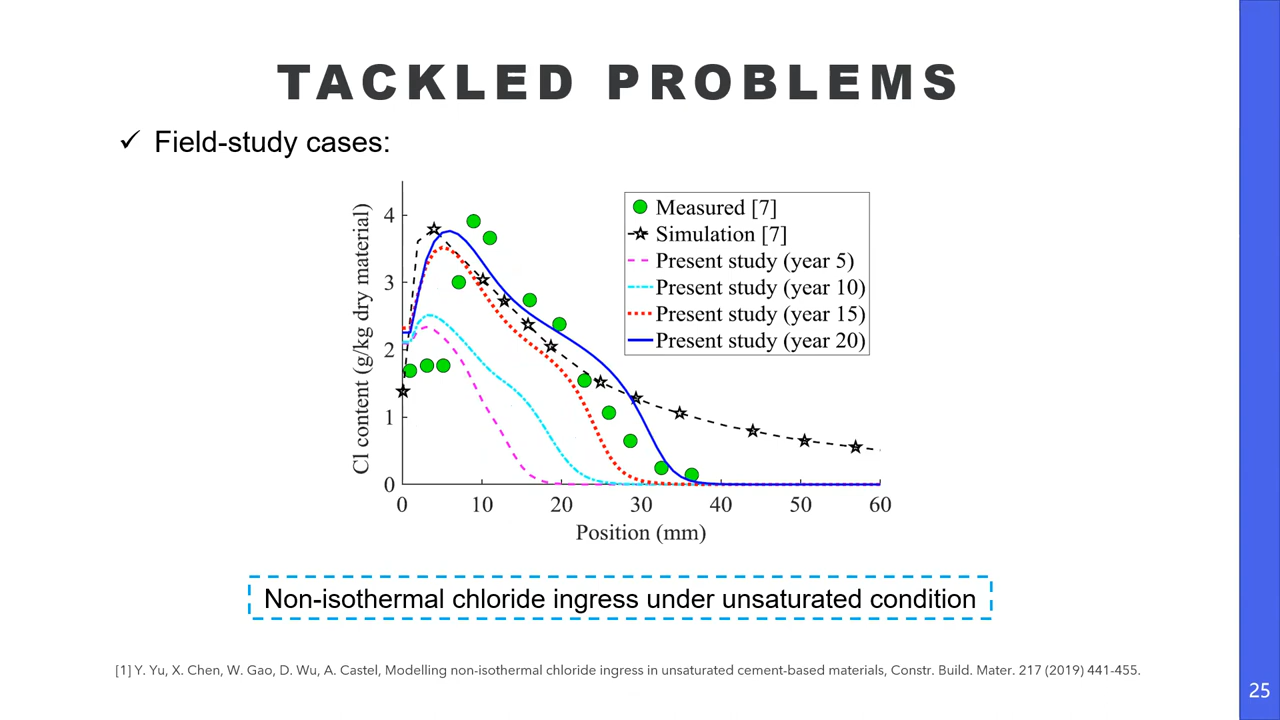 TACKLED PROBLEMS
✓ Field-study cases:
Cl content (g/kg dry material)
4
3
2
1
0
0 10 20 30 40 50 60
Position (mm)
Measured [7]
Simulation [7]
Present study (year 5)
Present study (year 10)
Present study (year 15)
Present study (year 20)
Non-isothermal chloride ingress under unsaturated condition
[1] Y. Yu, X. Chen, W. Gao, D. Wu, A. Castel, Modelling non-isothermal chloride ingress in unsaturated cement-based materials, Constr. Build. Mater. 217 (2019) 441-455.
25